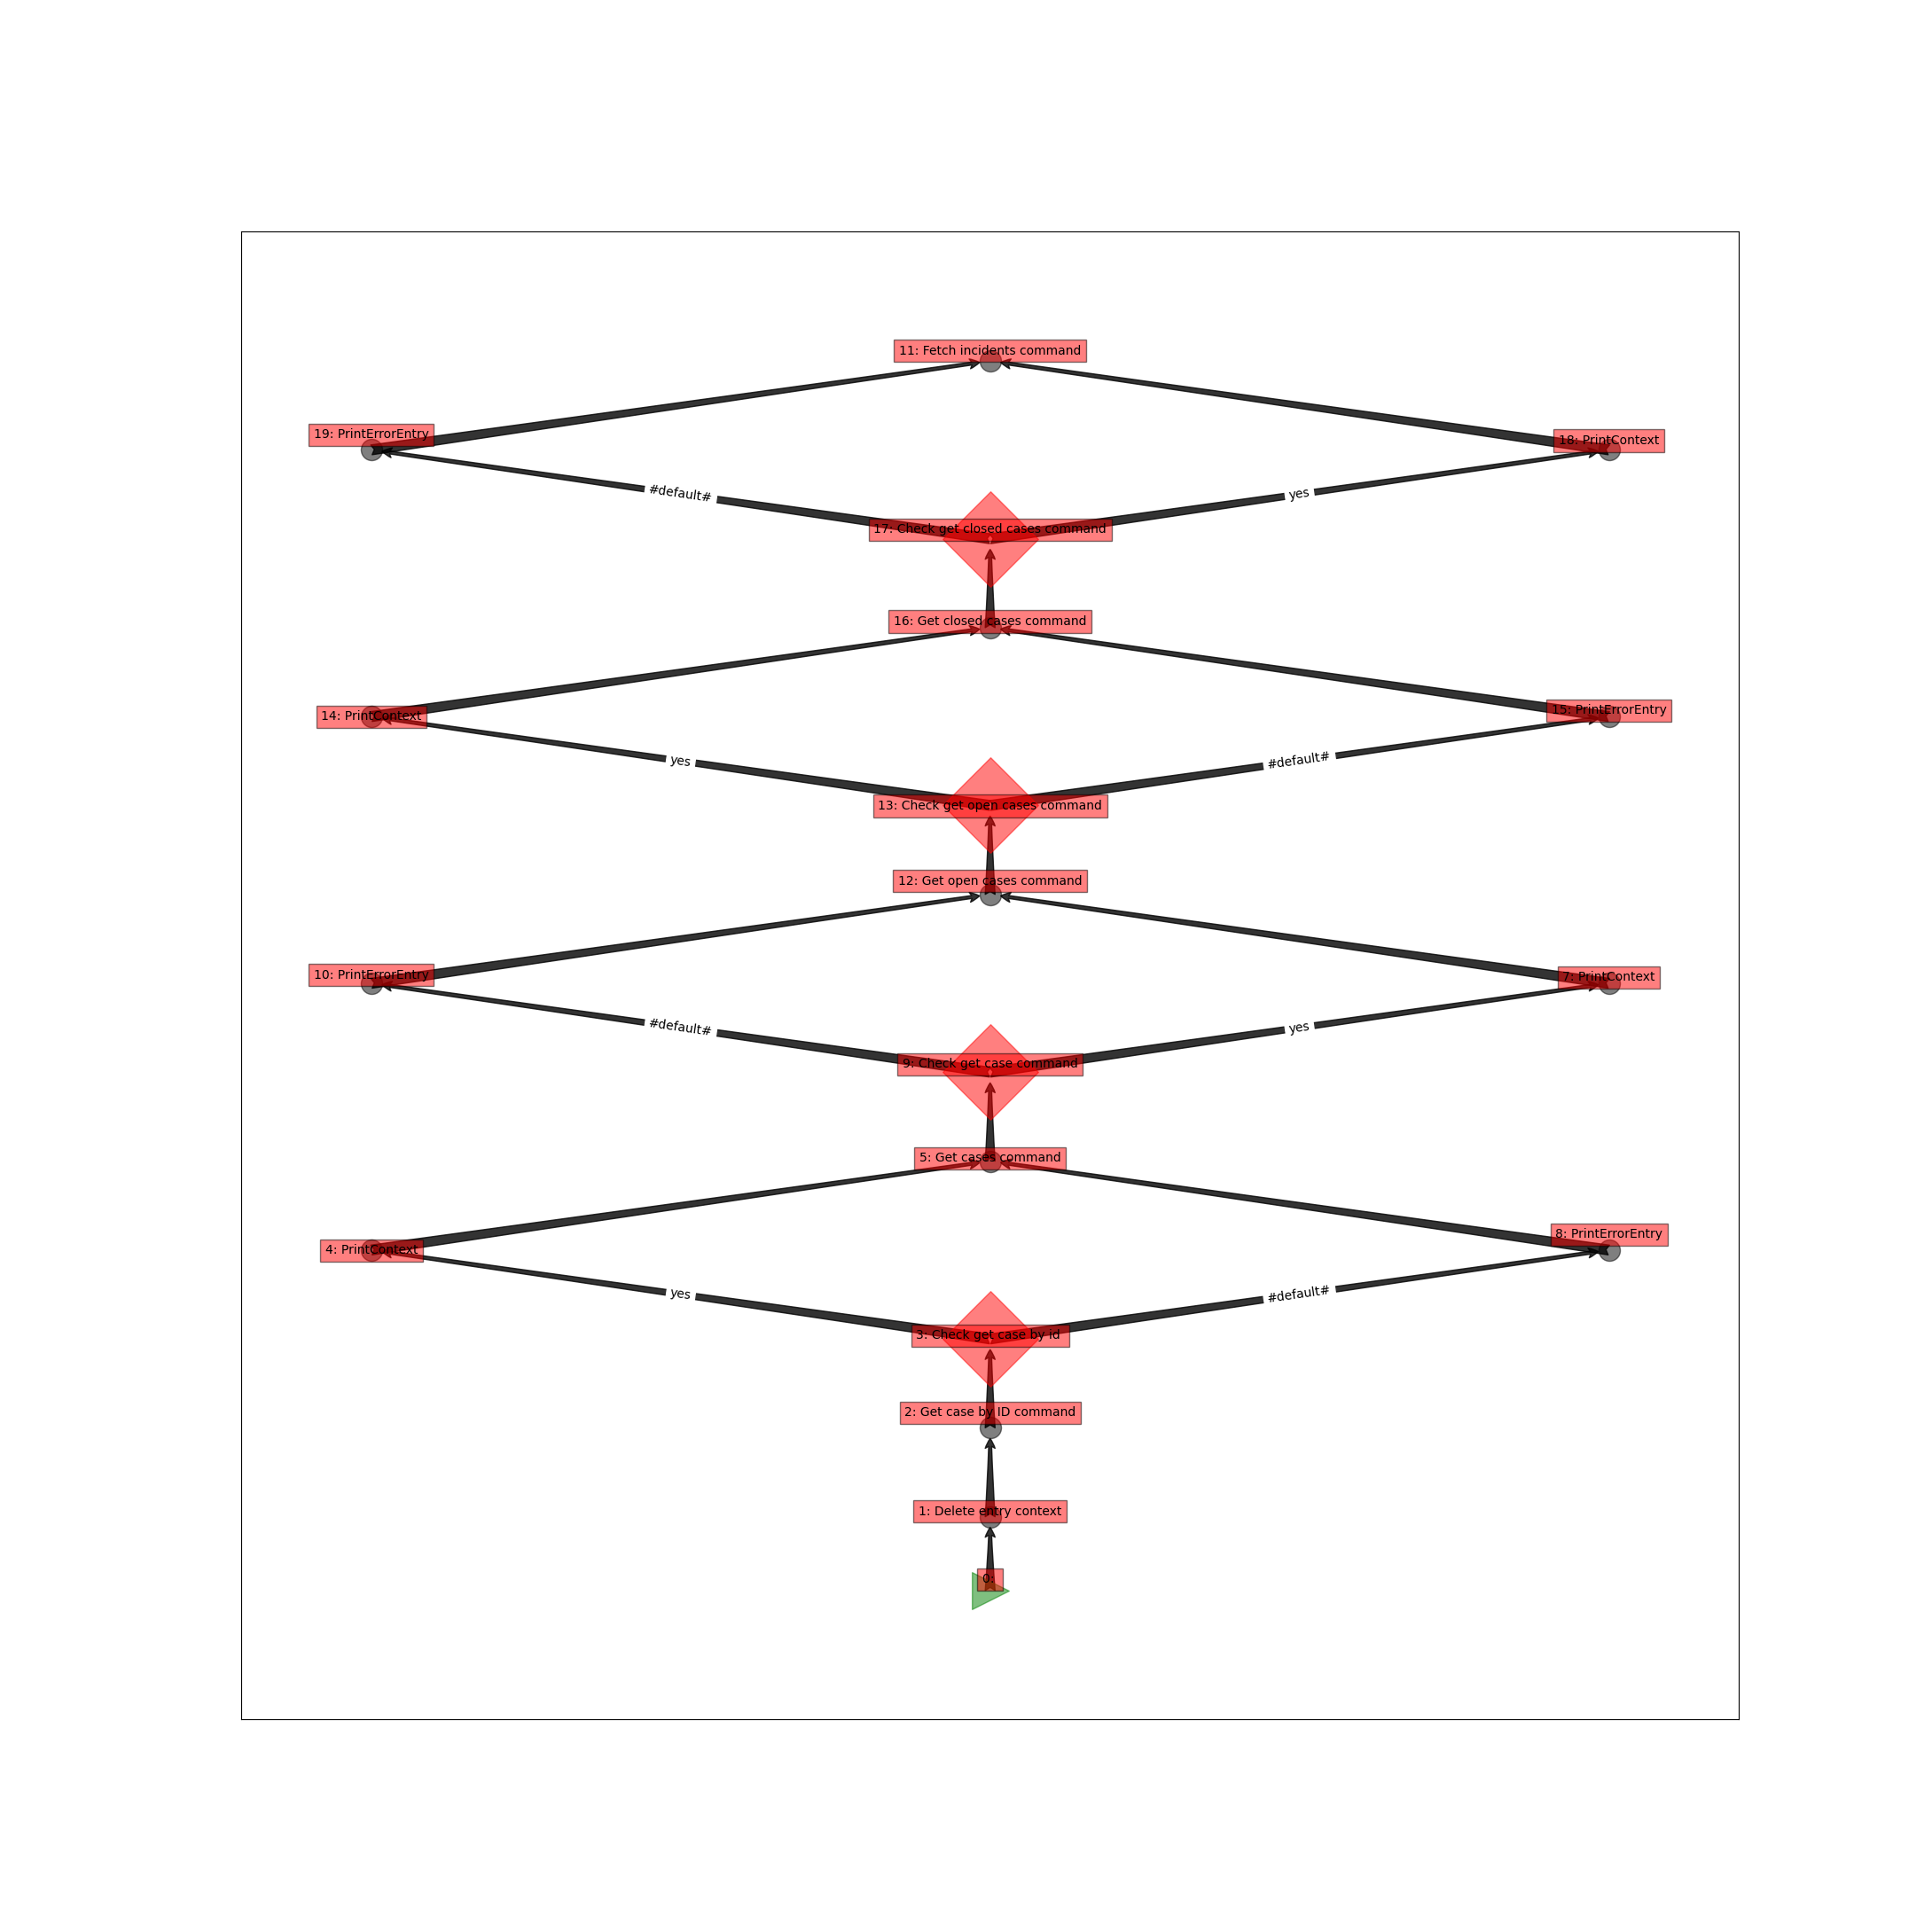 11: Fetch incidents command
19: PrintErrorEntry
18: PrintContext
#default#
yes
17: Check get closed cases command
16: Get closed cases command
14: PrintContext
15: PrintErrorEntry
yes
#default#
13: Check get open cases command
12: Get open cases command
10: PrintErrorEntry
7: PrintContext
#default#
yes
9: Check get case command
5: Get cases command
4: PrintContext
8: PrintErrorEntry
yes
#default#
3: Check get case by id
2: Get case by ID command
1: Delete entry context
0: